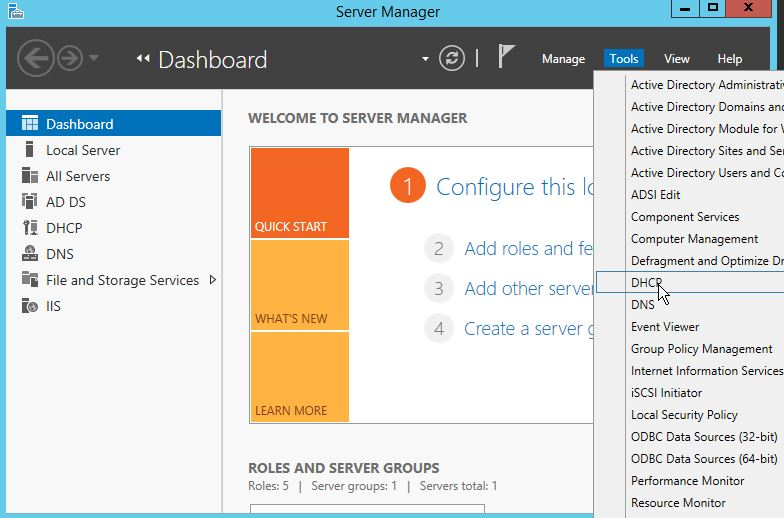 Server Manager
Dashboard
Manage
Tools
View
Help
Dashboard
Local Server
All Servers
AD DS
DHCP
DNS
File and Storage Services
IIS
WELCOME TO SERVER MANAGER
QUICK START
WHAT'S NEW
LEARN MORE
1 Configure this lo
2 Add roles and fe
3 Add other server
4 Create a server g
ROLES AND SERVER GROUPS
Roles: 5 | Server groups: 1 | Servers total: 1
Active Directory Administrativ
Active Directory Domains and
Active Directory Module for W
Active Directory Sites and Ser
Active Directory Users and Co
ADSI Edit
Component Services
Computer Management
Defragment and Optimize Dr
DHCP
DNS
Event Viewer
Group Policy Management
Internet Information Services
iSCSI Initiator
Local Security Policy
ODBC Data Sources (32-bit)
ODBC Data Sources (64-bit)
Performance Monitor
Resource Monitor